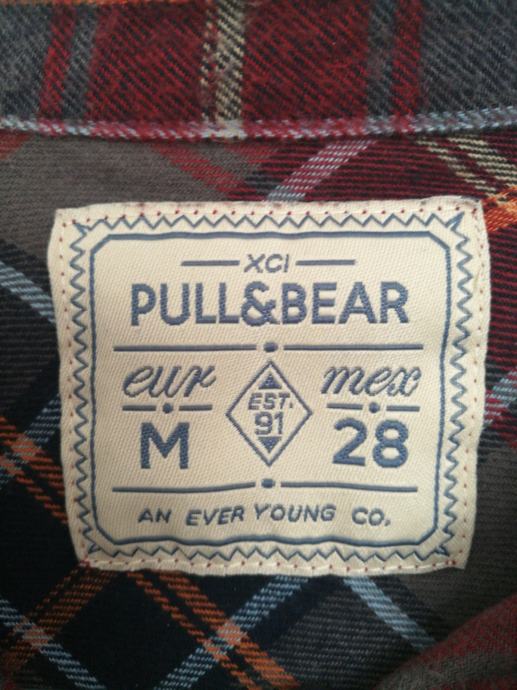 XCI
PULL&BEAR
eur mex
EST.
91
M 28
AN EVER YOUNG CO.